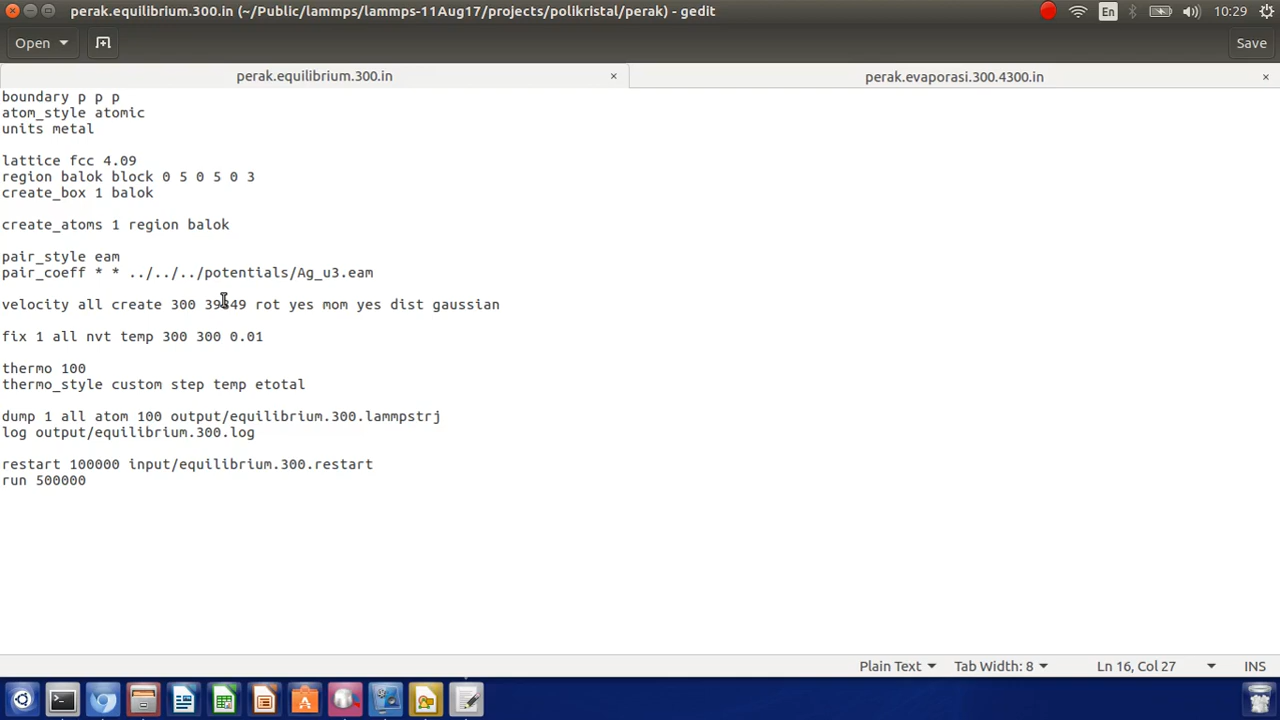 perak.equilibrium.300.in (~/Public/lammps/lammps-11Aug17/projects/polikristal/perak) - gedit
En
10:29
Open
Save
perak.equilibrium.300.in
×
perak.evaporasi.300.4300.in
×
boundary p p p
atom_style atomic
units metal
lattice fcc 4.09
region balok block 0 5 0 5 0 3
create_box 1 balok
create_atoms 1 region balok
pair_style eam
pair_coeff * * ../../../potentials/Ag_u3.eam
velocity all create 300 rot yes mom yes dist gaussian
fix 1 all nvt temp 300 300 0.01
thermo 100
thermo_style custom step temp etotal
dump 1 all atom 100 output/equilibrium.300.lammpstrj
log output/equilibrium.300.log
restart 100000 input/equilibrium.300.restart
run 500000
Plain Text
Tab Width: 8
Ln 16, Col 27
INS